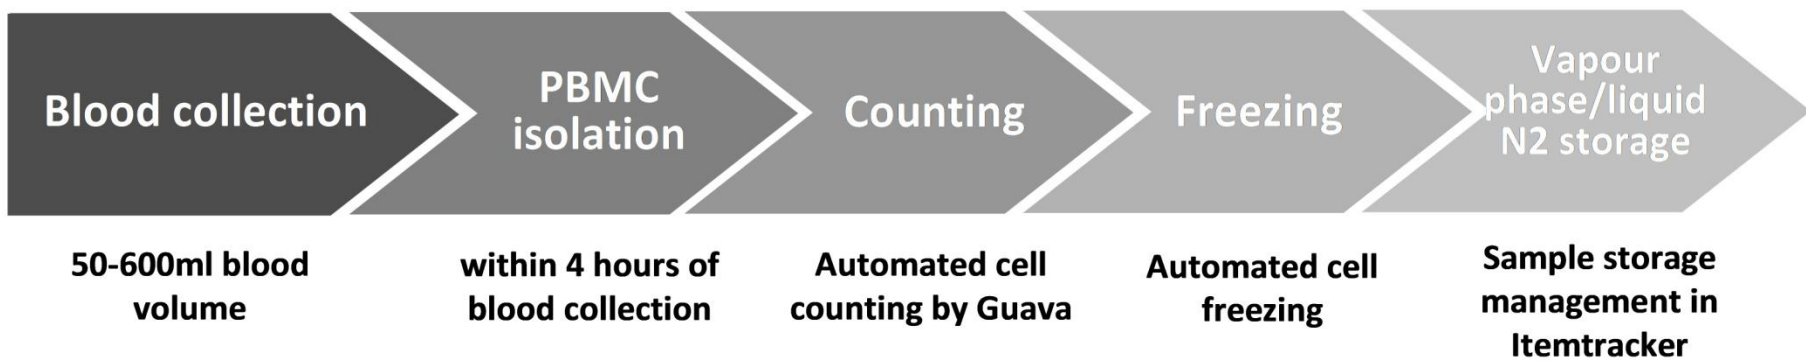 Blood collection
PBMC
isolation
Counting
Freezing
Vapour
phase/liquid
N2 storage
50-600ml blood
volume
within 4 hours of
blood collection
Automated cell
counting by Guava
Automated cell
freezing
Sample storage
management in
Itemtracker